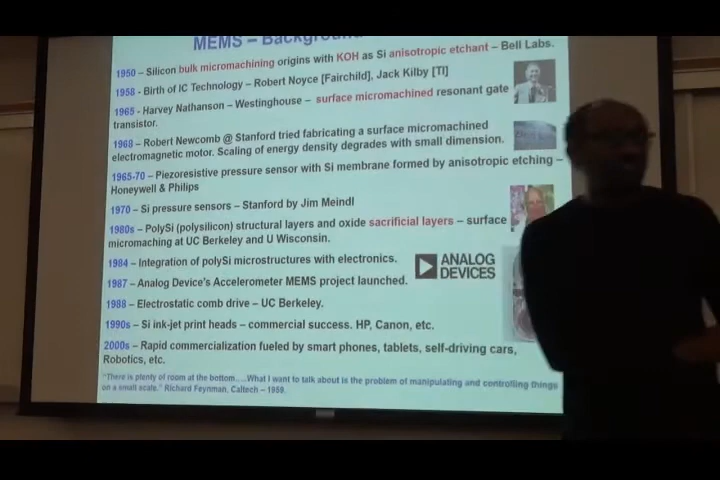 MEMS – Background
1950 – Silicon bulk micromachining origins with KOH as Si anisotropic etchant – Bell Labs.
1958 - Birth of IC Technology – Robert Noyce [Fairchild], Jack Kilby [TI]
1965 - Harvey Nathanson – Westinghouse – surface micromachined resonant gate
transistor.
1968 – Robert Newcomb @ Stanford tried fabricating a surface micromachined
electromagnetic motor. Scaling of energy density degrades with small dimension.
1965-70 – Piezoresistive pressure sensor with Si membrane formed by anisotropic etching –
Honeywell & Philips
1970 – Si pressure sensors – Stanford by Jim Meindl
1980s – PolySi (polysilicon) structural layers and oxide sacrificial layers – surface
micromaching at UC Berkeley and U Wisconsin.
1984 – Integration of polySi microstructures with electronics.
ANALOG
DEVICES
1987 – Analog Device's Accelerometer MEMS project launched.
1988 – Electrostatic comb drive – UC Berkeley.
1990s – Si ink-jet print heads – commercial success. HP, Canon, etc.
2000s – Rapid commercialization fueled by smart phones, tablets, self-driving cars,
Robotics, etc.
"There is plenty of room at the bottom.....What I want to talk about is the problem of manipulating and controlling things
on a small scale." Richard Feynman, Caltech – 1959.